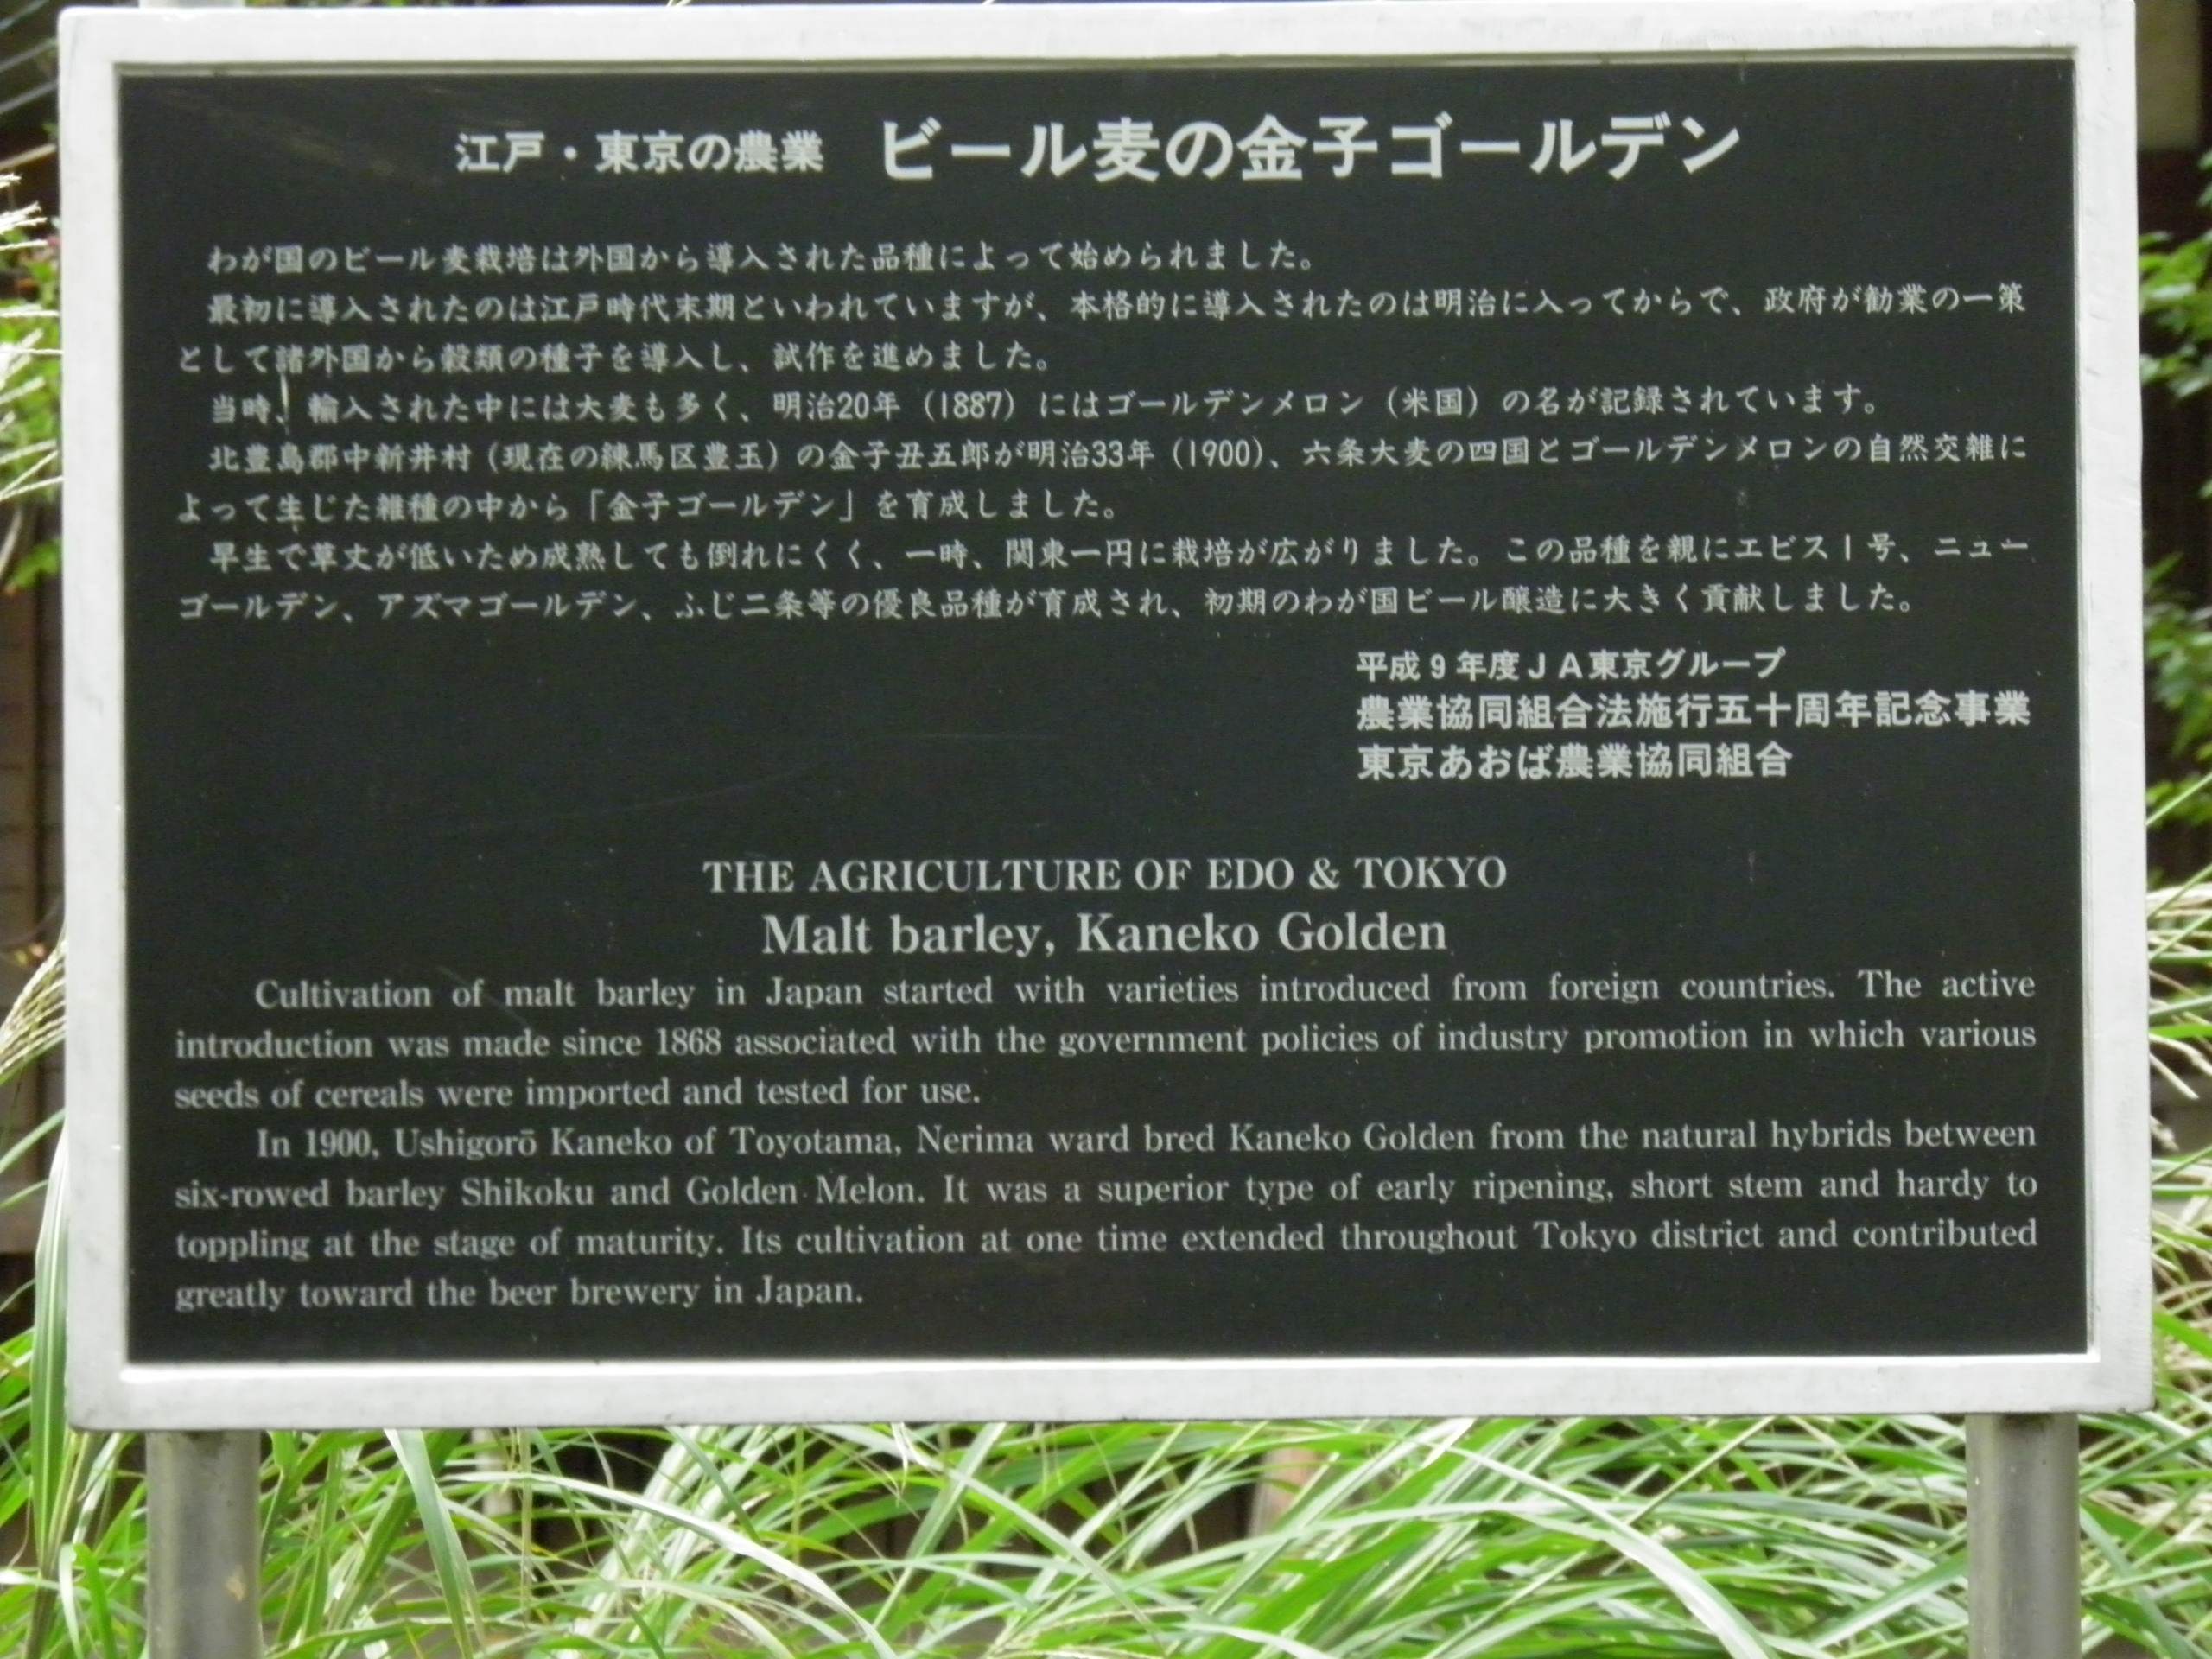 江戸・東京の農業 ビール麦の金子ゴールデン
わが国のビール麦栽培は外国から導入された品種によって始められました。
最初に導入されたのは江戸時代末期といわれていますが、本格的に導入されたのは明治に入ってからで、政府が勧業の一策
として諸外国から穀類の種子を導入し、試作を進めました。
当時、輸入された中には大麦も多く、明治20年（1887）にはゴールデンメロン（米国）の名が記録されています。
北豊島郡中新井村（現在の練馬区豊玉）の金子丑五郎が明治33年（1900）、六条大麦の四国とゴールデンメロンの自然交雑に
よって生じた雑種の中から「金子ゴールデン」を育成しました。
早生で草丈が低いため成熟しても倒れにくく、一時、関東一円に栽培が広がりました。この品種を親にエビス1号、ニュー
ゴールデン、アズマゴールデン、ふじ二条等の優良品種が育成され、初期のわが国ビール醸造に大きく貢献しました。
平成9年度JA東京グループ
農業協同組合法施行五十周年記念事業
東京あおば農業協同組合
THE AGRICULTURE OF EDO & TOKYO
Malt barley, Kaneko Golden
Cultivation of malt barley in Japan started with varieties introduced from foreign countries. The active
introduction was made since 1868 associated with the government policies of industry promotion in which various
seeds of cereals were imported and tested for use.
In 1900, Ushigorō Kaneko of Toyotama, Nerima ward bred Kaneko Golden from the natural hybrids between
six-rowed barley Shikoku and Golden Melon. It was a superior type of early ripening, short stem and hardy to
toppling at the stage of maturity. Its cultivation at one time extended throughout Tokyo district and contributed
greatly toward the beer brewery in Japan.